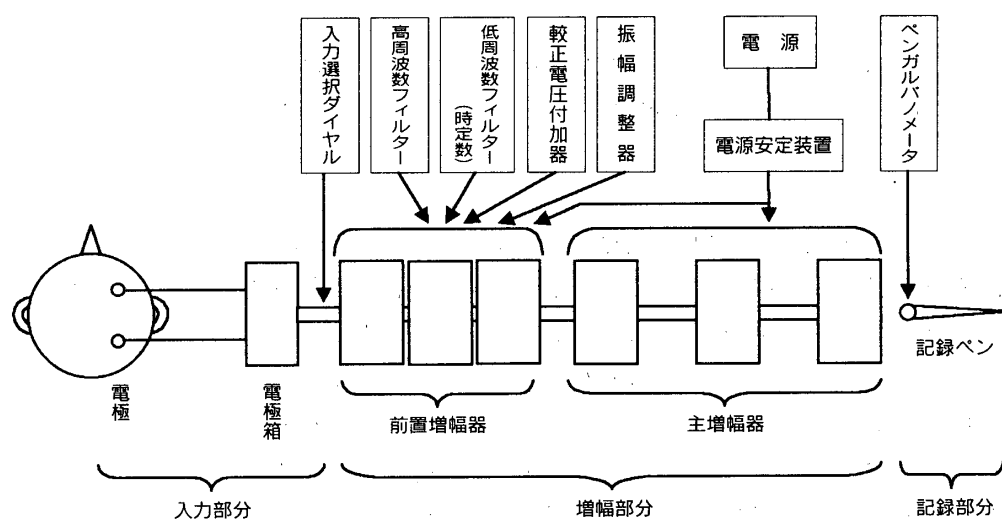 入力選択ダイヤル
高周波数フィルター
低周波数フィルター
(時定数)
較正電圧付加器
振幅調整器
電源
電源安定装置
ペンガルバノメータ
電極
電極箱
前置増幅器
主増幅器
記録ペン
入力部分
増幅部分
記録部分